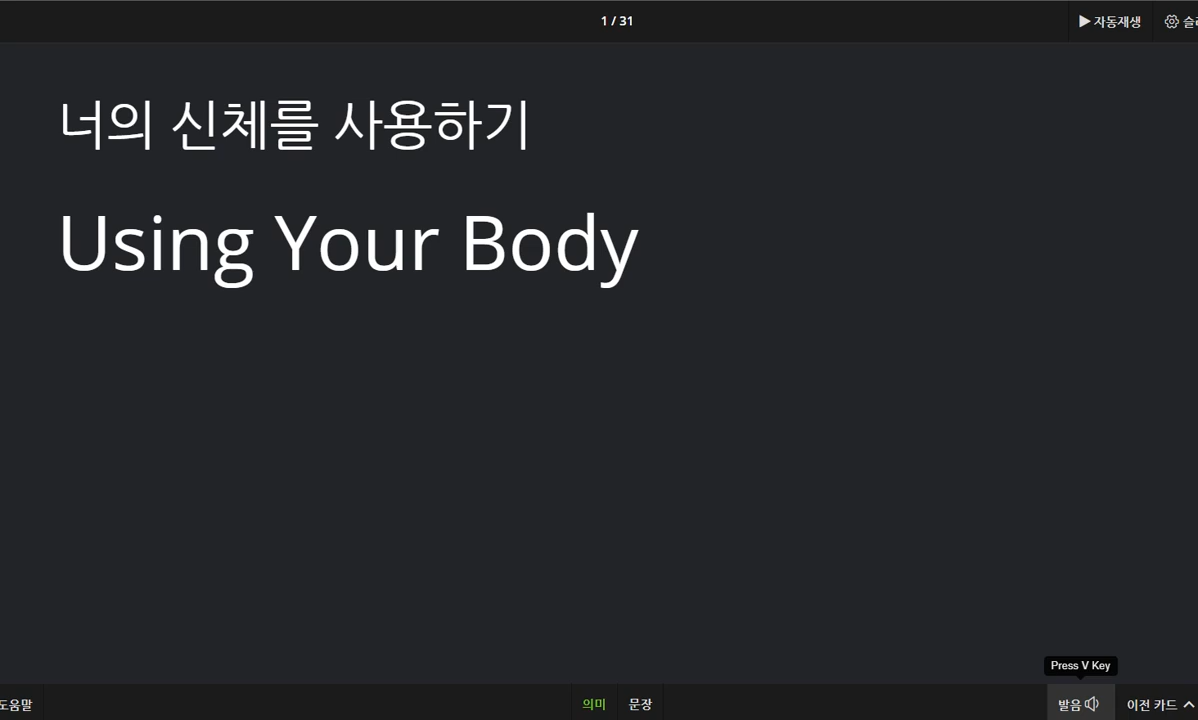 1 / 31
자동재생
너의 신체를 사용하기
Using Your Body
Press V Key
도움말
의미
문장
발음
이전 카드